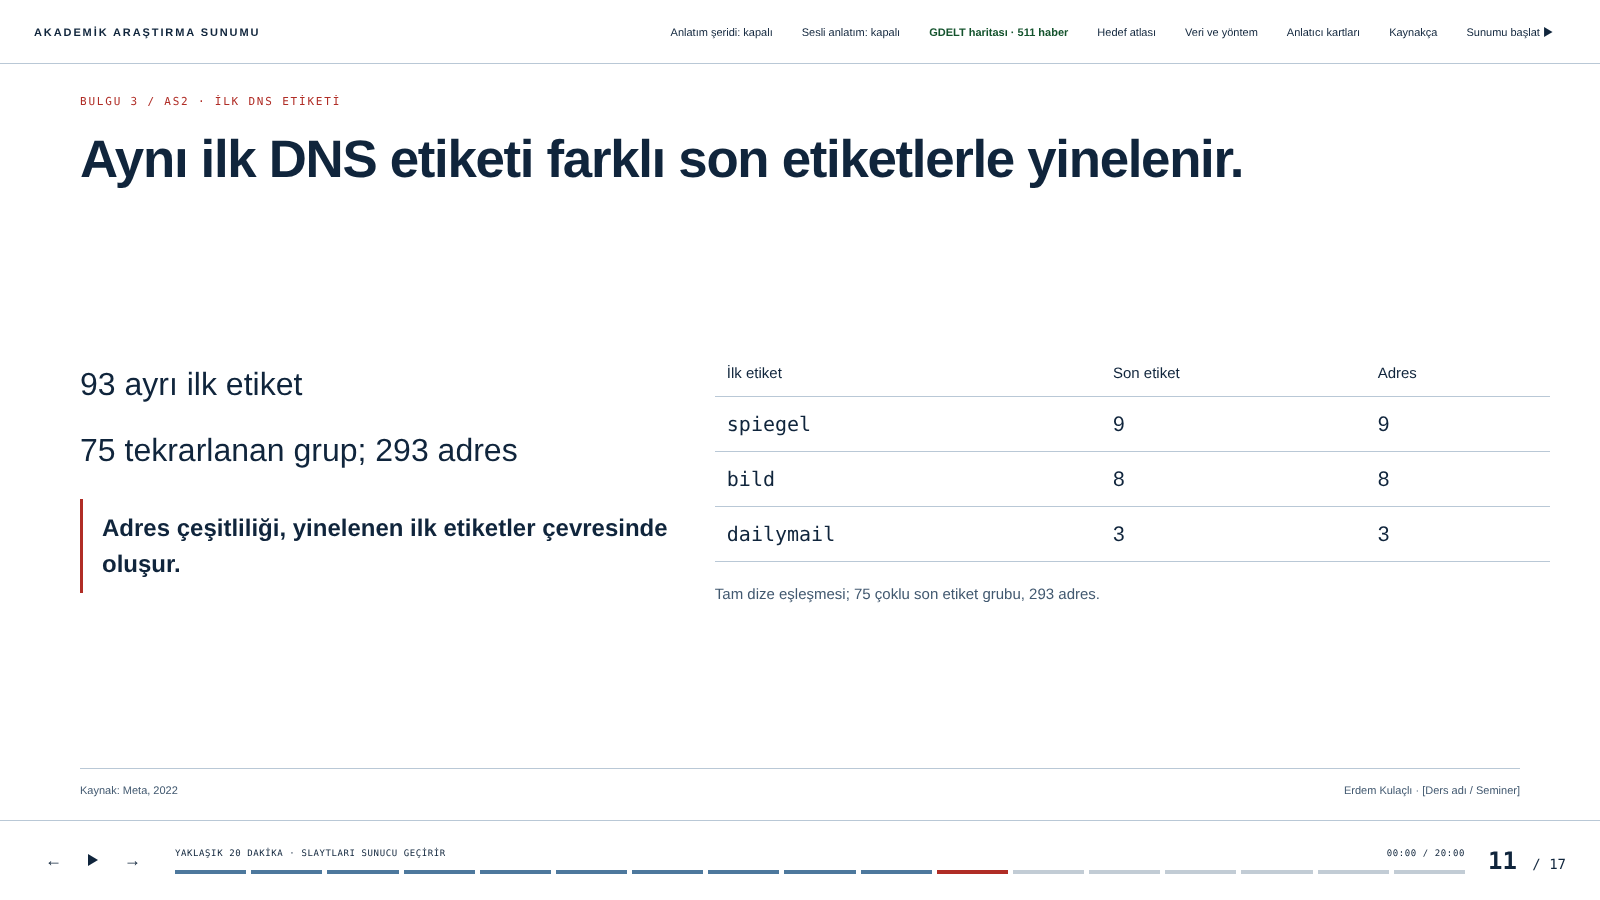 AKADEMİK ARAŞTIRMA SUNUMU
Anlatım şeridi: kapalı
Sesli anlatım: kapalı
GDELT haritası · 511 haber
Hedef atlası
Veri ve yöntem
Anlatıcı kartları
Kaynakça
Sunumu başlat ▶
BULGU 3 / AS2 · İLK DNS ETİKETİ
Aynı ilk DNS etiketi farklı son etiketlerle yinelenir.
93 ayrı ilk etiket
75 tekrarlanan grup; 293 adres
Adres çeşitliliği, yinelenen ilk etiketler çevresinde
oluşur.
İlk etiket Son etiket Adres
spiegel 9 9
bild 8 8
dailymail 3 3
Tam dize eşleşmesi; 75 çoklu son etiket grubu, 293 adres.
Kaynak: Meta, 2022
Erdem Kulaçlı · [Ders adı / Seminer]
← ▶ →
YAKLAŞIK 20 DAKİKA · SLAYTLARI SUNUCU GEÇİRİR
00:00 / 20:00
11 / 17